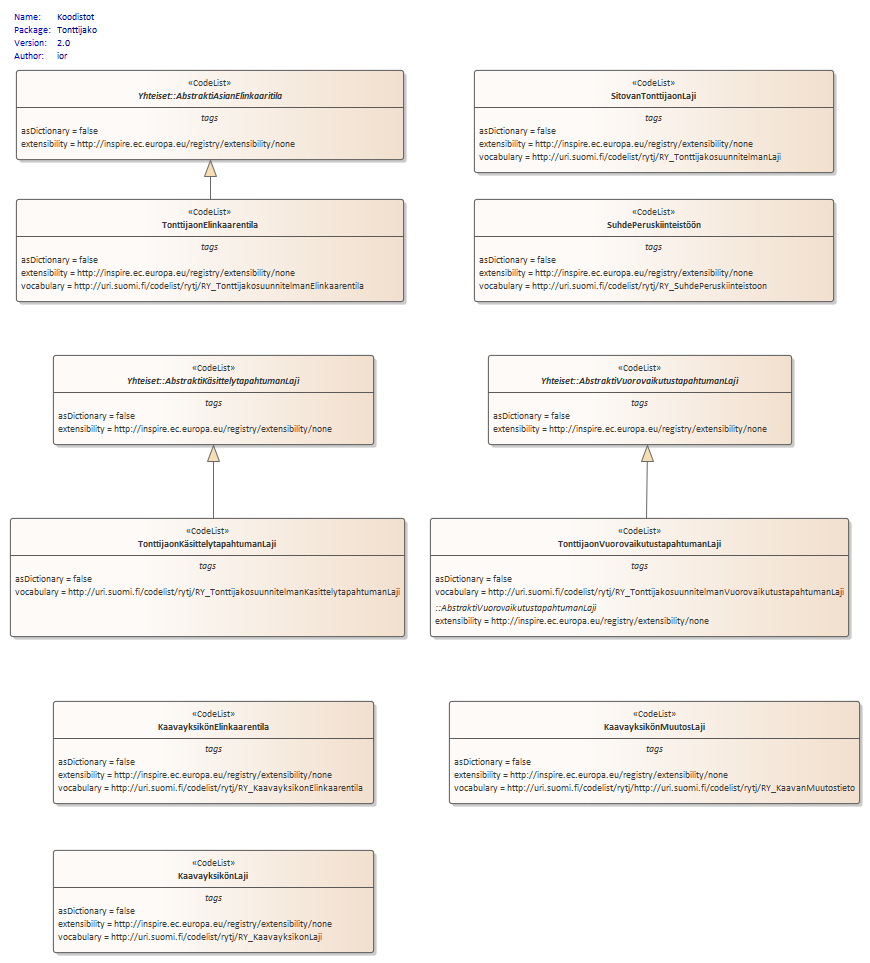 Name: Koodistot
Package: Tonttijako
Version: 2.0
Author: ior
«CodeList»
Yhteiset::AbstraktiAsianElinkaaritila
tags
asDictionary = false
extensibility = http://inspire.ec.europa.eu/registry/extensibility/none
«CodeList»
SitovanTonttijaonLaji
tags
asDictionary = false
extensibility = http://inspire.ec.europa.eu/registry/extensibility/none
vocabulary = http://uri.suomi.fi/codelist/rytj/RY_TonttijakosuunnitelmanLaji
«CodeList»
TonttijaonElinkaarentila
tags
asDictionary = false
extensibility = http://inspire.ec.europa.eu/registry/extensibility/none
vocabulary = http://uri.suomi.fi/codelist/rytj/RY_TonttijakosuunnitelmanElinkaarentila
«CodeList»
SuhdePeruskiinteistöön
tags
asDictionary = false
extensibility = http://inspire.ec.europa.eu/registry/extensibility/none
vocabulary = http://uri.suomi.fi/codelist/rytj/RY_SuhdePeruskiinteistoon
«CodeList»
Yhteiset::AbstraktiKäsittelytapahtumanLaji
tags
asDictionary = false
extensibility = http://inspire.ec.europa.eu/registry/extensibility/none
«CodeList»
Yhteiset::AbstraktiVuorovaikutustapahtumanLaji
tags
asDictionary = false
extensibility = http://inspire.ec.europa.eu/registry/extensibility/none
«CodeList»
TonttijaonKäsittelytapahtumanLaji
tags
asDictionary = false
vocabulary = http://uri.suomi.fi/codelist/rytj/RY_TonttijakosuunnitelmanKasittelytapahtumanLaji
«CodeList»
TonttijaonVuorovaikutustapahtumanLaji
tags
asDictionary = false
vocabulary = http://uri.suomi.fi/codelist/rytj/RY_TonttijakosuunnitelmanVuorovaikutustapahtumanLaji
::AbstraktiVuorovaikutustapahtumanLaji
extensibility = http://inspire.ec.europa.eu/registry/extensibility/none
«CodeList»
KaavayksikönElinkaarentila
tags
asDictionary = false
extensibility = http://inspire.ec.europa.eu/registry/extensibility/none
vocabulary = http://uri.suomi.fi/codelist/rytj/RY_KaavayksikonElinkaarentila
«CodeList»
KaavayksikönMuutosLaji
tags
asDictionary = false
extensibility = http://inspire.ec.europa.eu/registry/extensibility/none
vocabulary = http://uri.suomi.fi/codelist/rytj/http://uri.suomi.fi/codelist/rytj/RY_KaavanMuutostieto
«CodeList»
KaavayksikönLaji
tags
asDictionary = false
extensibility = http://inspire.ec.europa.eu/registry/extensibility/none
vocabulary = http://uri.suomi.fi/codelist/rytj/RY_KaavayksikonLaji